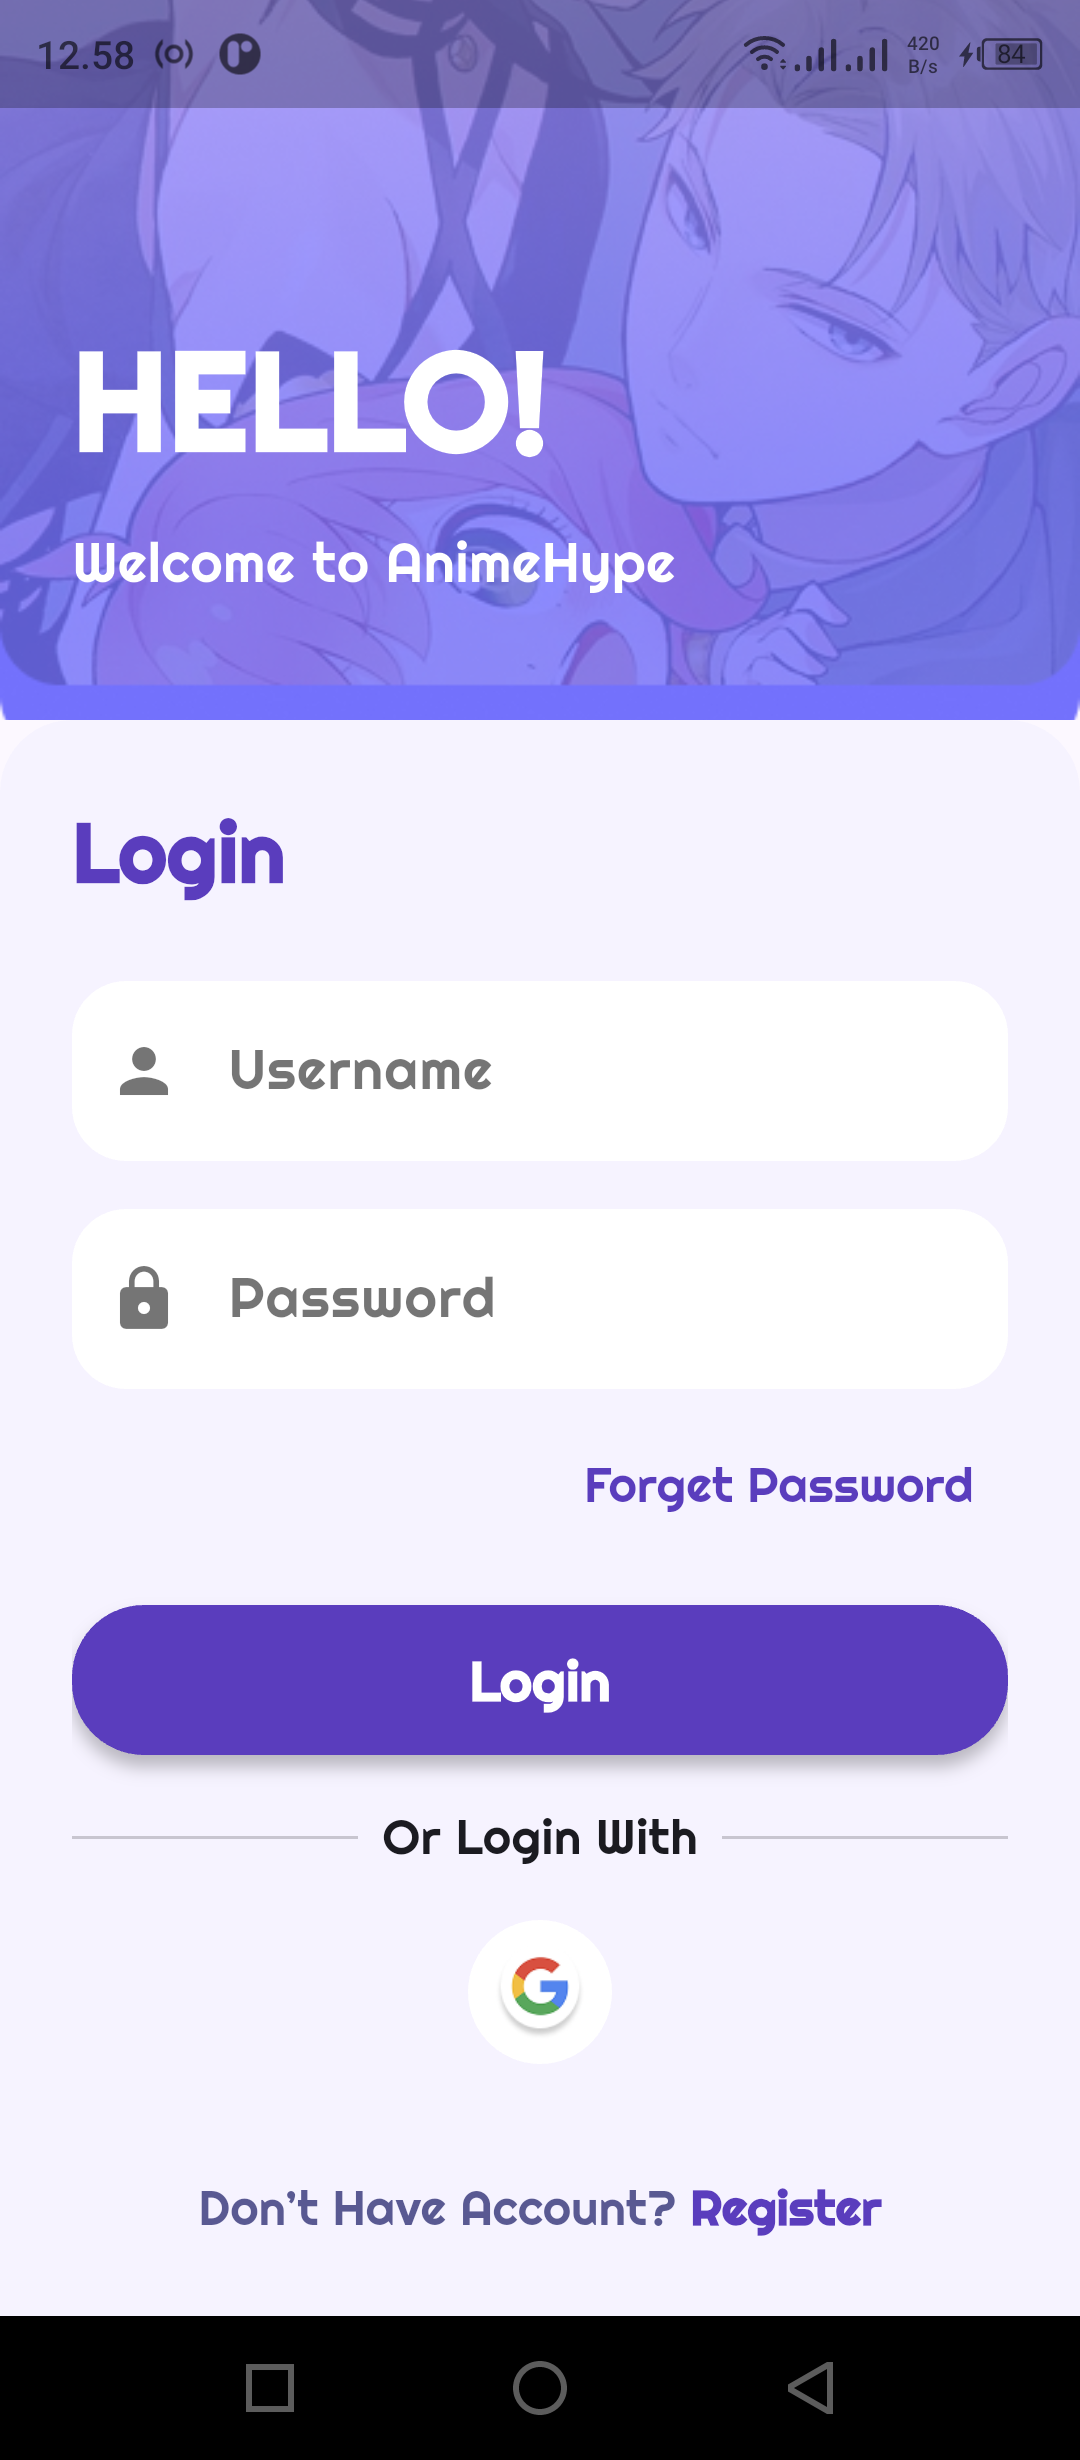 12.58 420 B/s 84
HELLO!
Welcome to AnimeHype
Login
Username
Password
Forget Password
Login
Or Login With
G
Don't Have Account? Register